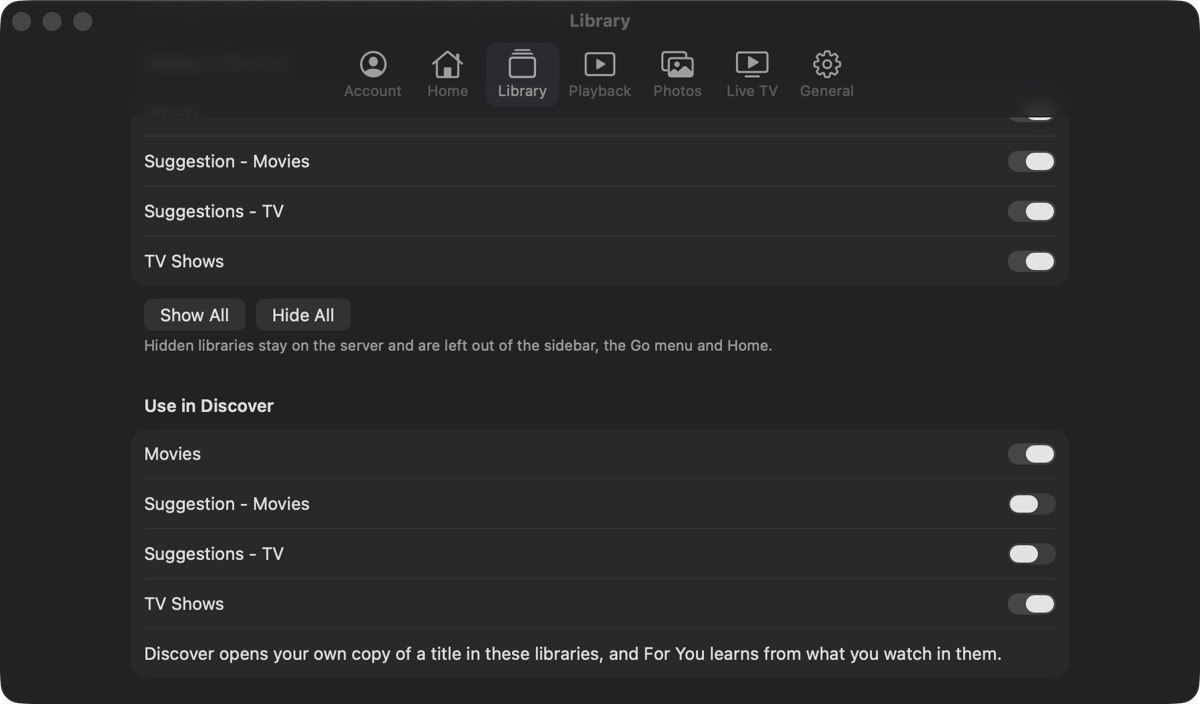 Library
Account
Home
Library
Playback
Photos
Live TV
General
Suggestion - Movies
Suggestions - TV
TV Shows
Show All
Hide All
Hidden libraries stay on the server and are left out of the sidebar, the Go menu and Home.
Use in Discover
Movies
Suggestion - Movies
Suggestions - TV
TV Shows
Discover opens your own copy of a title in these libraries, and For You learns from what you watch in them.